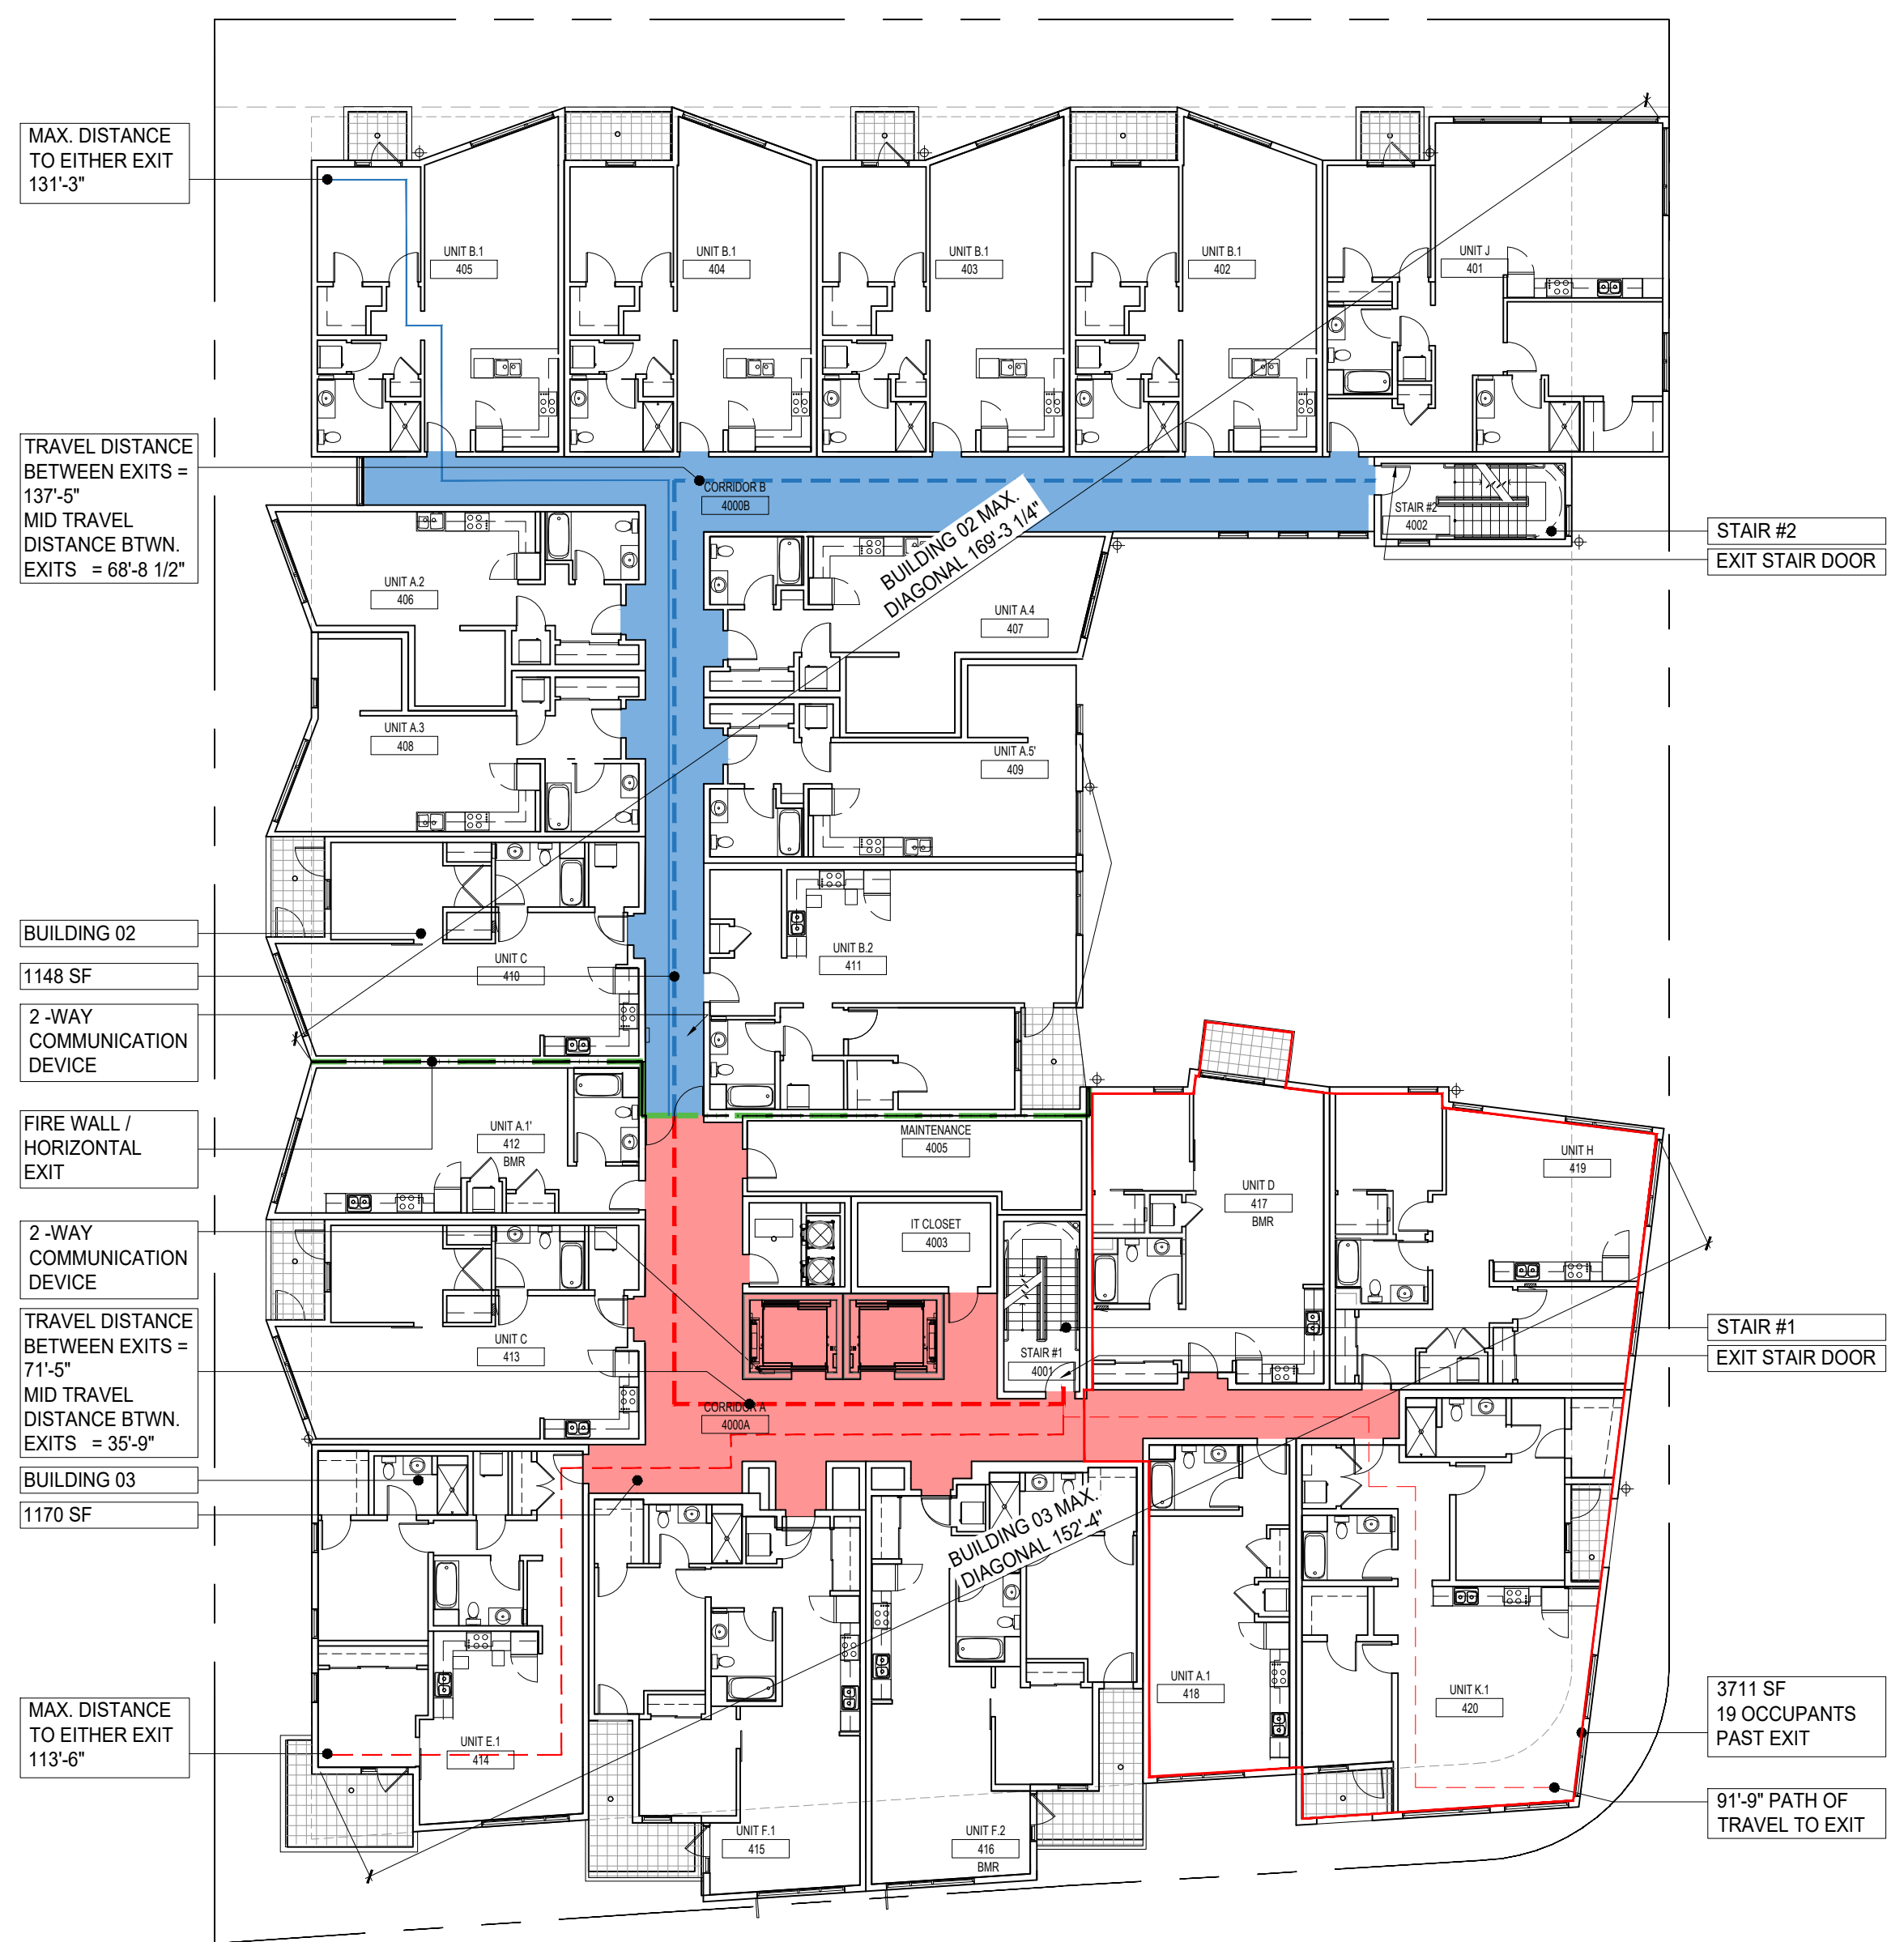 MAX. DISTANCE
TO EITHER EXIT
131'-3"
UNIT B.1
405
UNIT B.1
404
UNIT B.1
403
UNIT B.1
402
UNIT J
401
TRAVEL DISTANCE
BETWEEN EXITS =
137'-5"
MID TRAVEL
DISTANCE BTWN.
EXITS = 68'-8 1/2"
CORRIDOR B
4000B
BUILDING 02 MAX.
DIAGONAL 169'-3 1/4"
STAIR #2
4002
STAIR #2
EXIT STAIR DOOR
UNIT A.2
406
UNIT A.4
407
UNIT A.3
408
UNIT A.5'
409
BUILDING 02
1148 SF
UNIT C
410
UNIT B.2
411
2 -WAY
COMMUNICATION
DEVICE
FIRE WALL /
HORIZONTAL
EXIT
UNIT A.1'
412
BMR
MAINTENANCE
4005
UNIT H
419
UNIT D
417
BMR
IT CLOSET
4003
2 -WAY
COMMUNICATION
DEVICE
TRAVEL DISTANCE
BETWEEN EXITS =
71'-5"
MID TRAVEL
DISTANCE BTWN.
EXITS = 35'-9"
UNIT C
413
STAIR #1
4001
STAIR #1
EXIT STAIR DOOR
CORRIDOR A
4000A
BUILDING 03
1170 SF
BUILDING 03 MAX.
DIAGONAL 152'-4"
MAX. DISTANCE
TO EITHER EXIT
113'-6"
UNIT E.1
414
UNIT F.1
415
UNIT F.2
416
BMR
UNIT A.1
418
UNIT K.1
420
3711 SF
19 OCCUPANTS
PAST EXIT
91'-9" PATH OF
TRAVEL TO EXIT